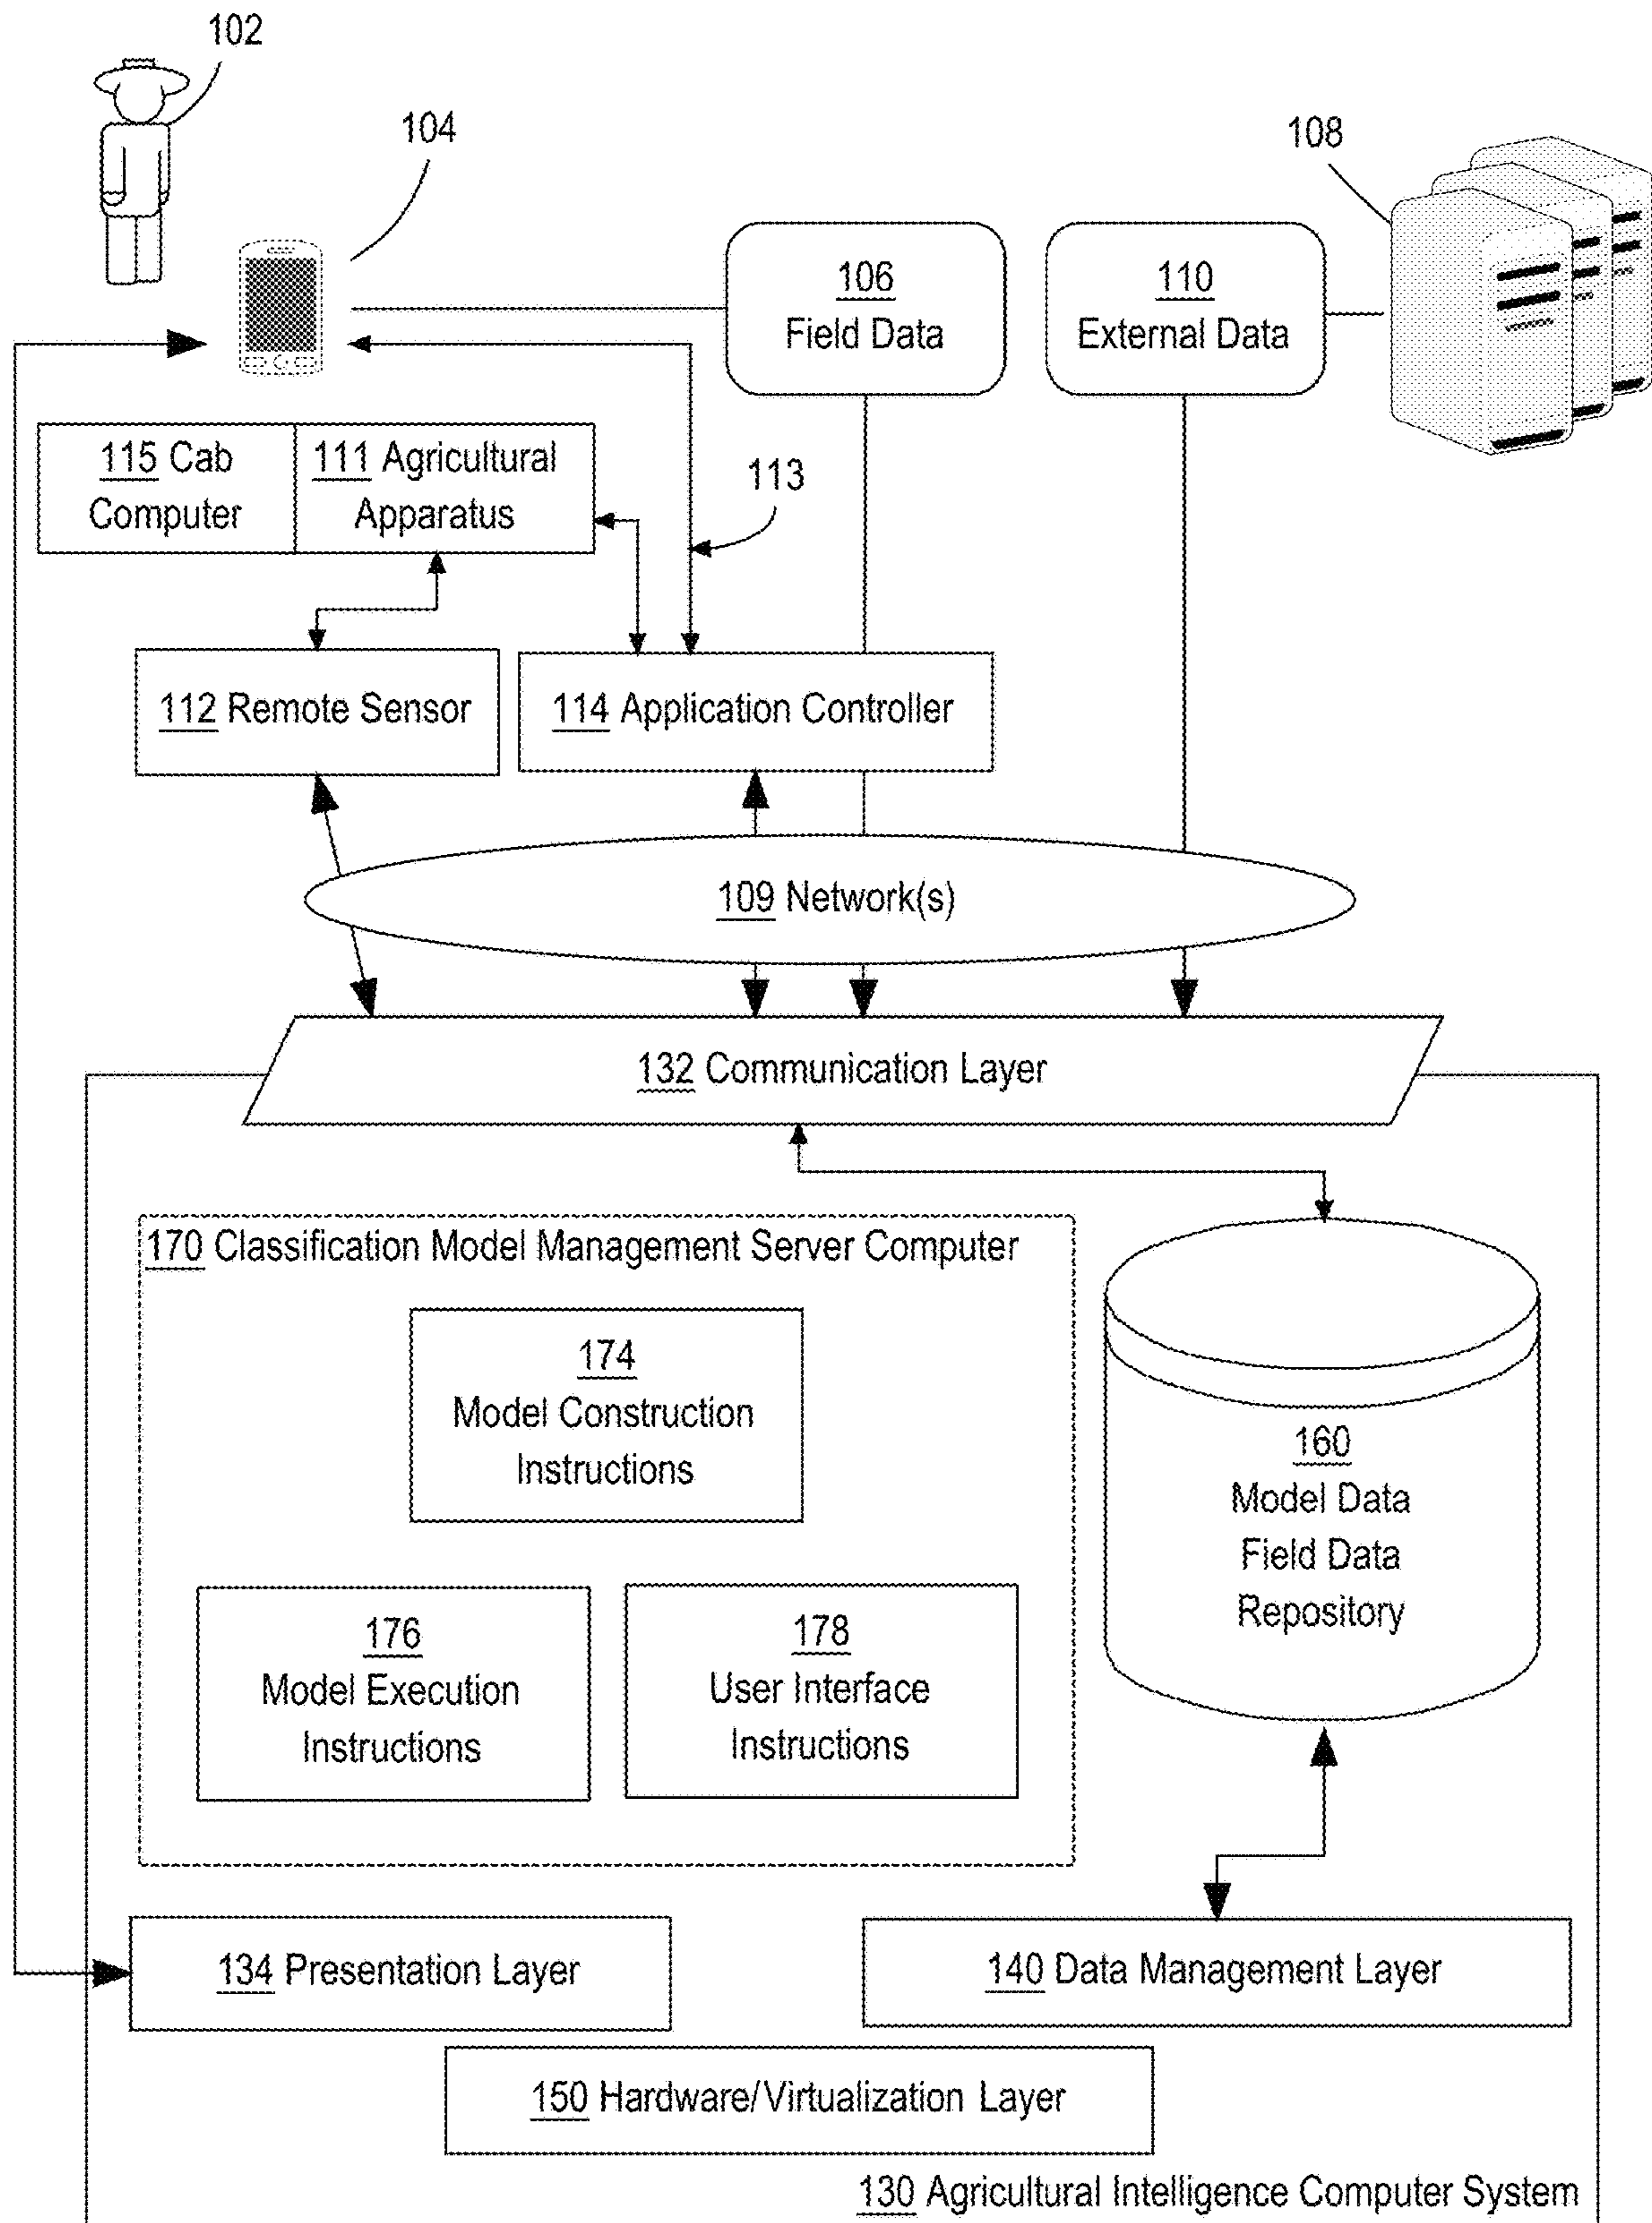 102
104
108
106
Field Data
110
External Data
115 Cab
Computer
111 Agricultural
Apparatus
113
112 Remote Sensor
114 Application Controller
109 Network(s)
132 Communication Layer
170 Classification Model Management Server Computer
174
Model Construction
Instructions
160
Model Data
Field Data
Repository
176
Model Execution
Instructions
178
User Interface
Instructions
134 Presentation Layer
140 Data Management Layer
150 Hardware/Virtualization Layer
130 Agricultural Intelligence Computer System